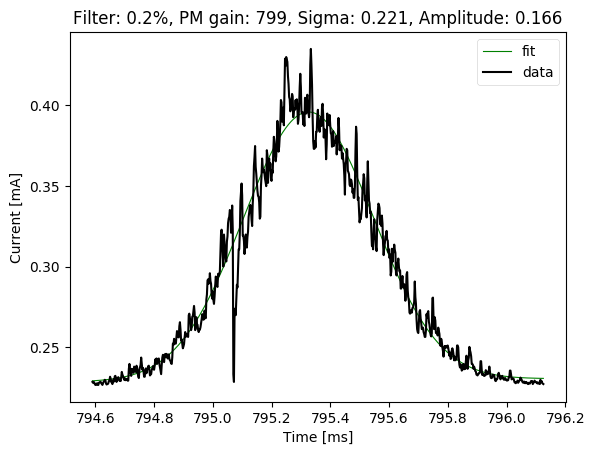 Filter: 0.2%, PM gain: 799, Sigma: 0.221, Amplitude: 0.166
fit
data
0.40
0.35
0.30
0.25
Current [mA]
794.6 794.8 795.0 795.2 795.4 795.6 795.8 796.0 796.2
Time [ms]